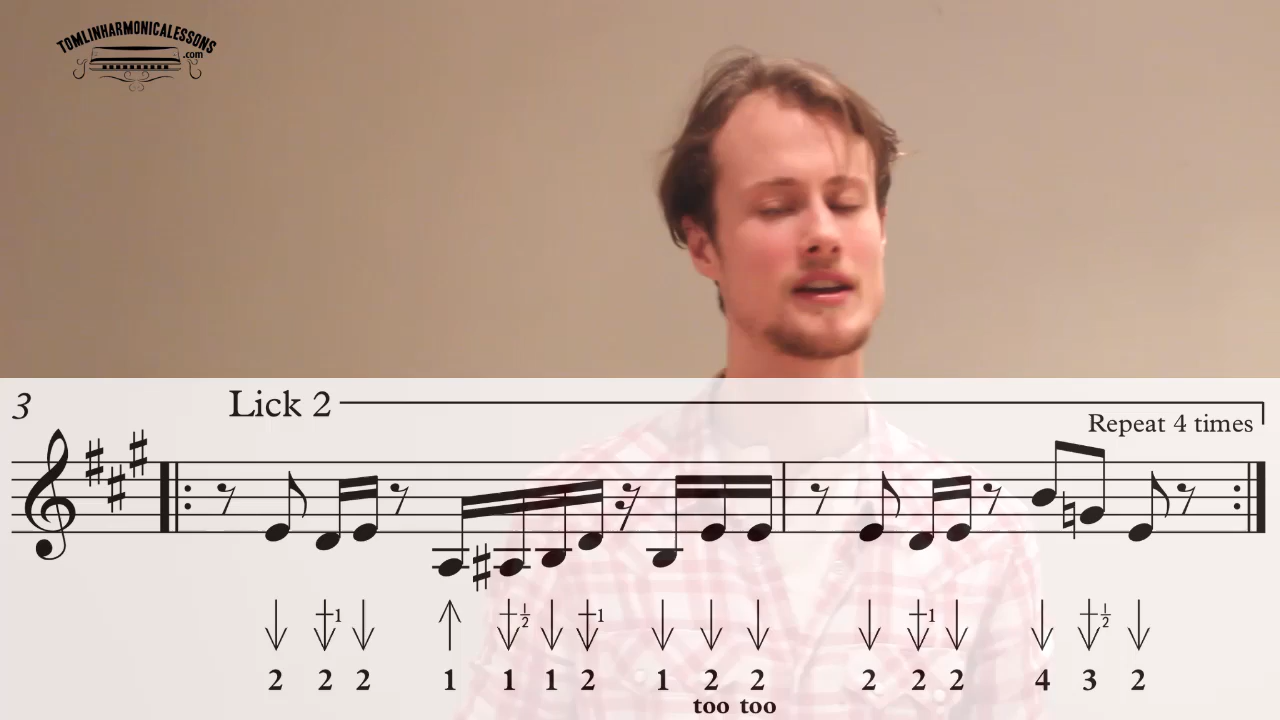 TOMLINHARMONICALESSONS
.com
3
Lick 2
Repeat 4 times
1 1/2 1 1 1/2
2 2 2 1 1 1 2 1 2 2 2 2 2 4 3 2
too too